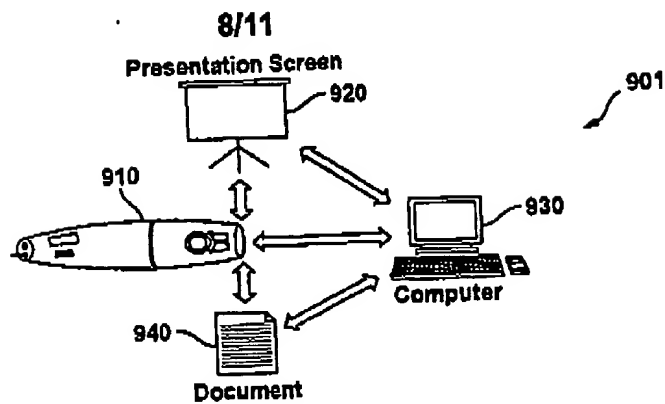 8/11
Presentation Screen
920
901
910
930
Computer
940
Document